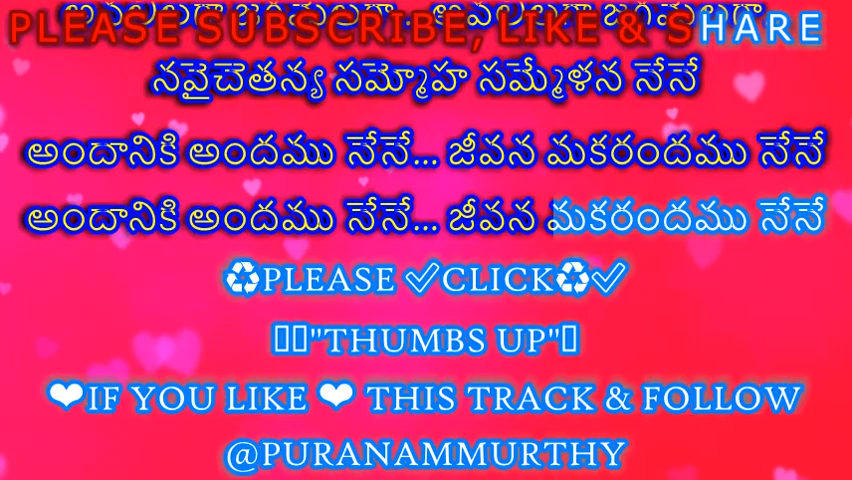 PLEASE SUBSCRIBE, LIKE & SHARE
నవ్చైచెతన్య సమ్మోహ సమ్మేళన నేనే
అందానికి అందము నేనే... జీవన మకరందము నేనే
అందానికి అందము నేనే... జీవన మకరందము నేనే
♻PLEASE ✅CLICK♻✅
"THUMBS UP"
❤IF YOU LIKE ❤ THIS TRACK & FOLLOW
@PURANAMMURTHY